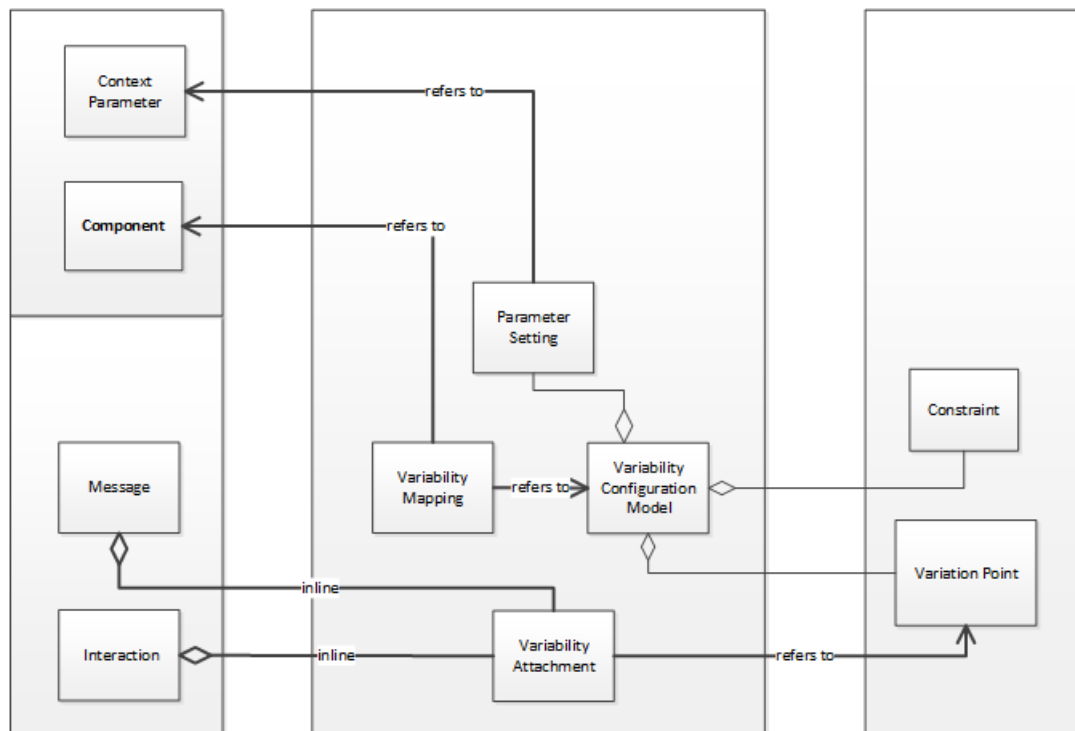 Context
Parameter
refers to
Component
refers to
Parameter
Setting
Constraint
Message
Variability
Mapping
refers to
Variability
Configuration
Model
Variation Point
inline
Interaction
inline
Variability
Attachment
refers to